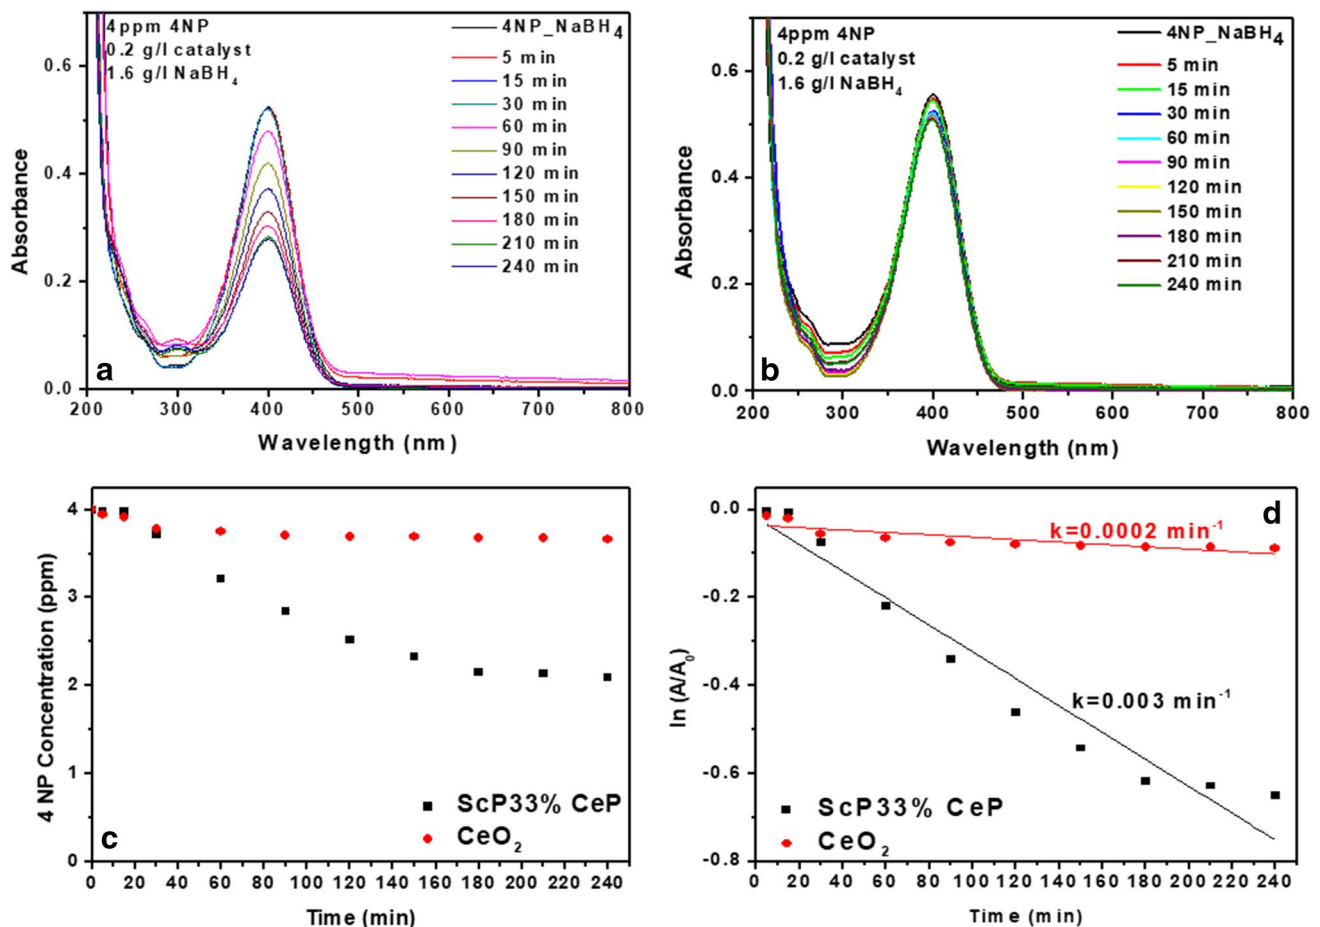 4ppm 4NP
0.2 g/l catalyst
1.6 g/l NaBH4
4NP_NaBH4
5 min
15 min
30 min
60 min
90 min
120 min
150 min
180 min
210 min
240 min
0.6
0.4
0.2
0.0
Absorbance
a
200 300 400 500 600 700 800
Wavelength (nm)
4ppm 4NP
0.2 g/l catalyst
1.6 g/l NaBH4
4NP_NaBH4
5 min
15 min
30 min
60 min
90 min
120 min
150 min
180 min
210 min
240 min
0.6
0.4
0.2
0.0
Absorbance
b
200 300 400 500 600 700 800
Wavelength (nm)
4
3
2
1
0
4 NP Concentration (ppm)
ScP33% CeP
CeO2
c
0 20 40 60 80 100 120 140 160 180 200 220 240
Time (min)
0.0
-0.2
-0.4
-0.6
-0.8
ln (A/A0)
d
k=0.0002 min-1
k=0.003 min-1
ScP33% CeP
CeO2
0 20 40 60 80 100 120 140 160 180 200 220 240
Time (min)